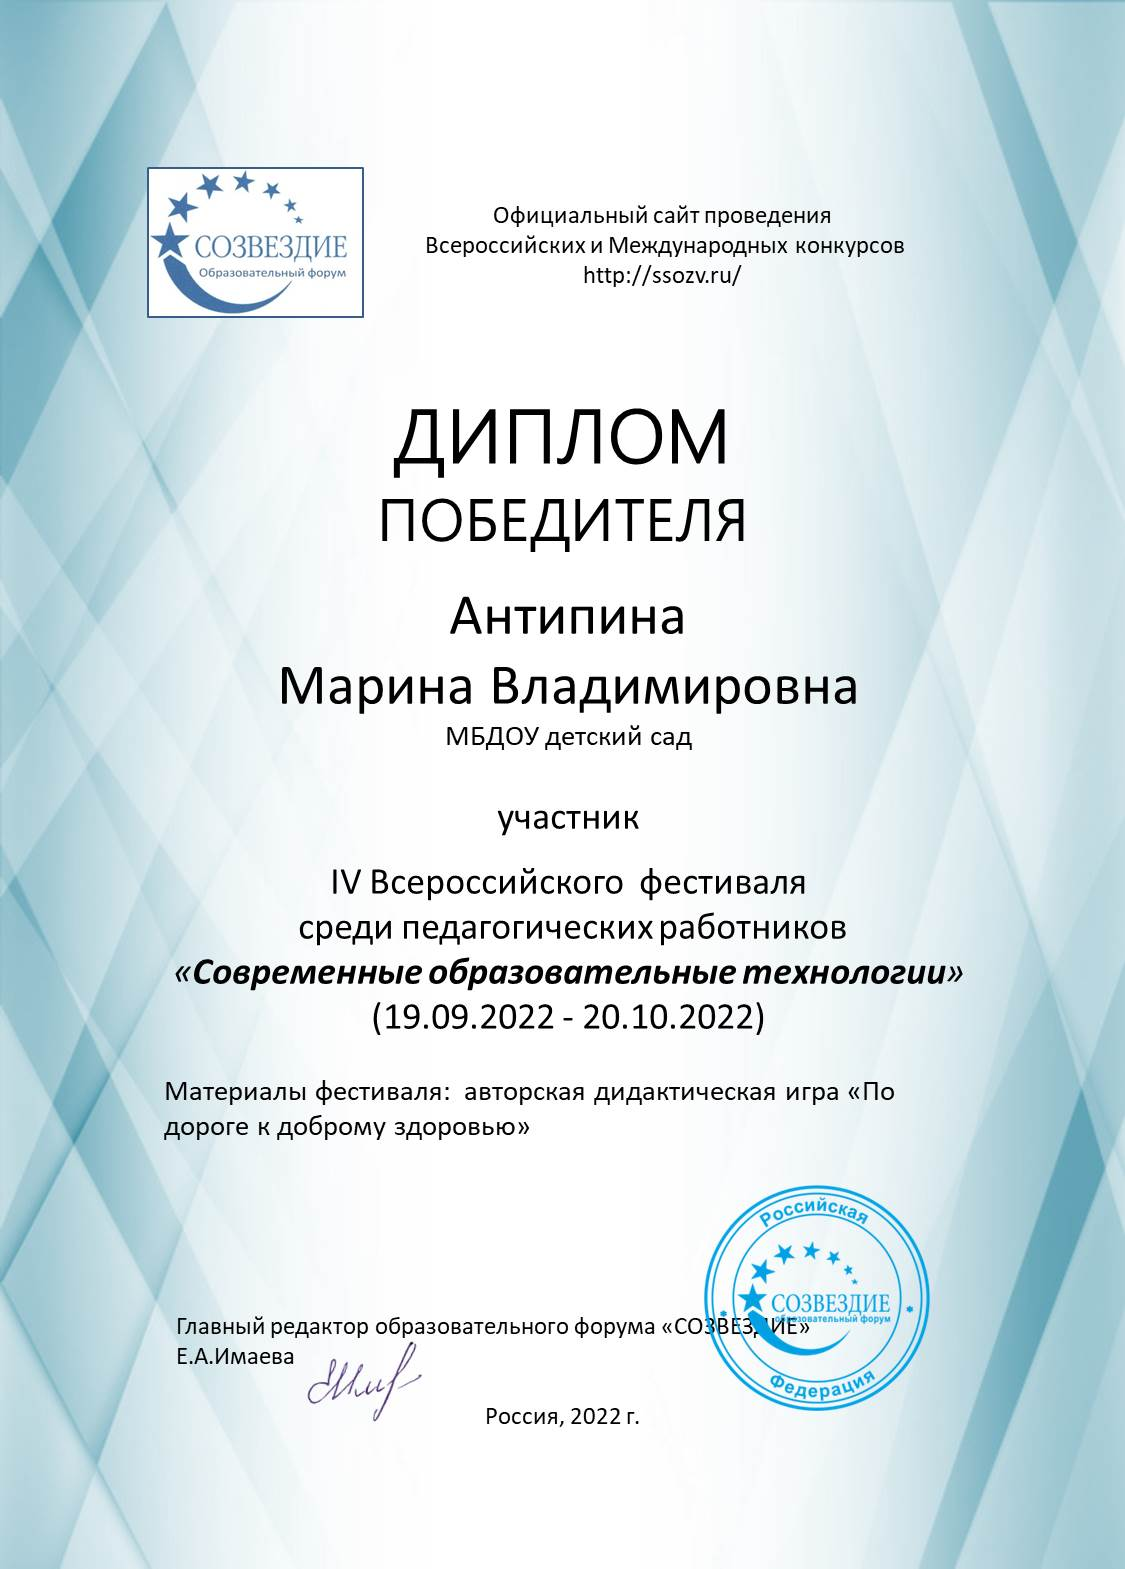 СОЗВЕЗДИЕ
Образовательный форум
Официальный сайт проведения
Всероссийских и Международных конкурсов
http://ssozv.ru/
ДИПЛОМ
ПОБЕДИТЕЛЯ
Антипина
Марина Владимировна
МБДОУ детский сад
участник
IV Всероссийского фестиваля
среди педагогических работников
«Современные образовательные технологии»
(19.09.2022 - 20.10.2022)
Материалы фестиваля: авторская дидактическая игра «По
дороге к доброму здоровью»
Российская
СОЗВЕЗДИЕ
образовательный форум
Федерация
Главный редактор образовательного форума «СОЗВЕЗДИЕ»
Е.А.Имаева
Россия, 2022 г.